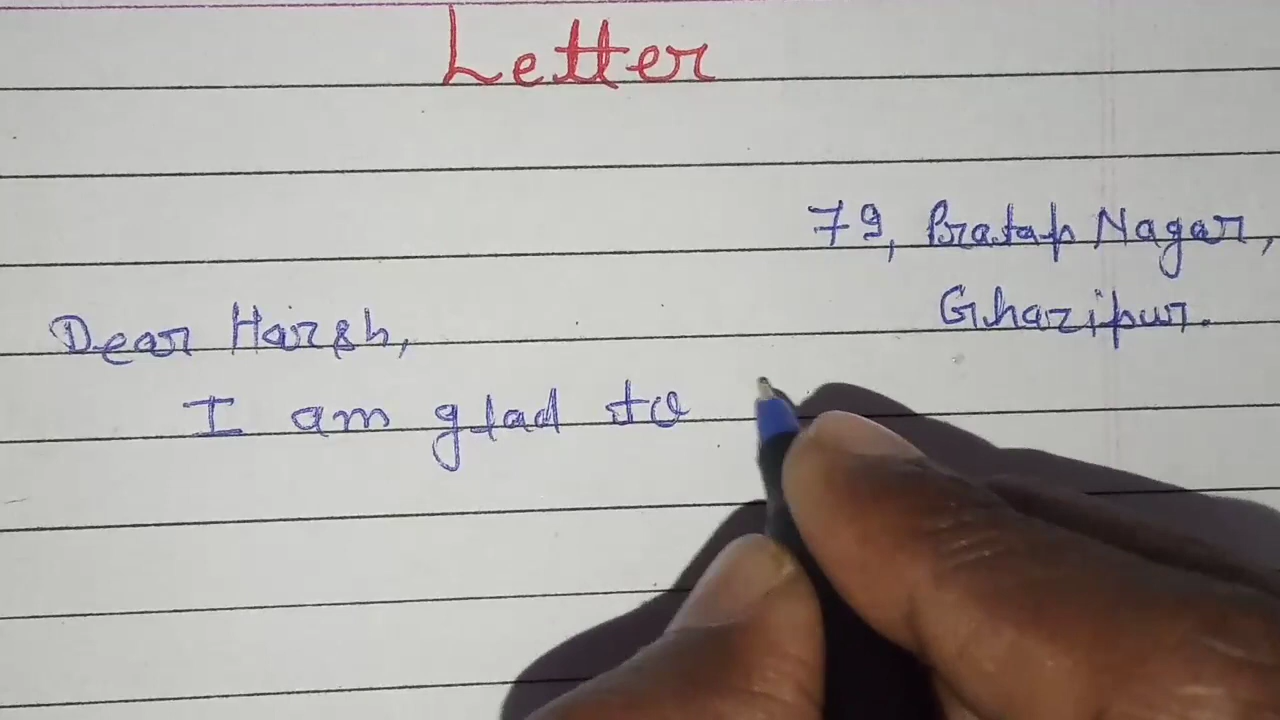 Letter
79, Pratap Nagar,
Ghazipur.
Dear Harsh,
I am glad to